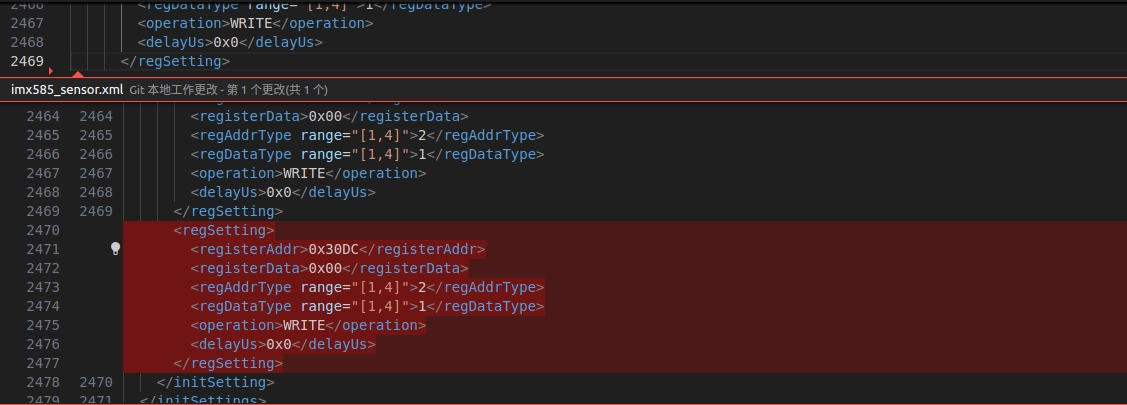 2466 <regDataType range="[1,4]">1</regDataType>
2467 <operation>WRITE</operation>
2468 <delayUs>0x0</delayUs>
2469 </regSetting>
imx585_sensor.xml Git 本地工作更改 - 第 1 个更改(共 1 个)
2464 2464 <registerData>0x00</registerData>
2465 2465 <regAddrType range="[1,4]">2</regAddrType>
2466 2466 <regDataType range="[1,4]">1</regDataType>
2467 2467 <operation>WRITE</operation>
2468 2468 <delayUs>0x0</delayUs>
2469 2469 </regSetting>
2470 <regSetting>
2471 <registerAddr>0x30DC</registerAddr>
2472 <registerData>0x00</registerData>
2473 <regAddrType range="[1,4]">2</regAddrType>
2474 <regDataType range="[1,4]">1</regDataType>
2475 <operation>WRITE</operation>
2476 <delayUs>0x0</delayUs>
2477 </regSetting>
2478 2470 </initSetting>
2479 2471 </initSettings>